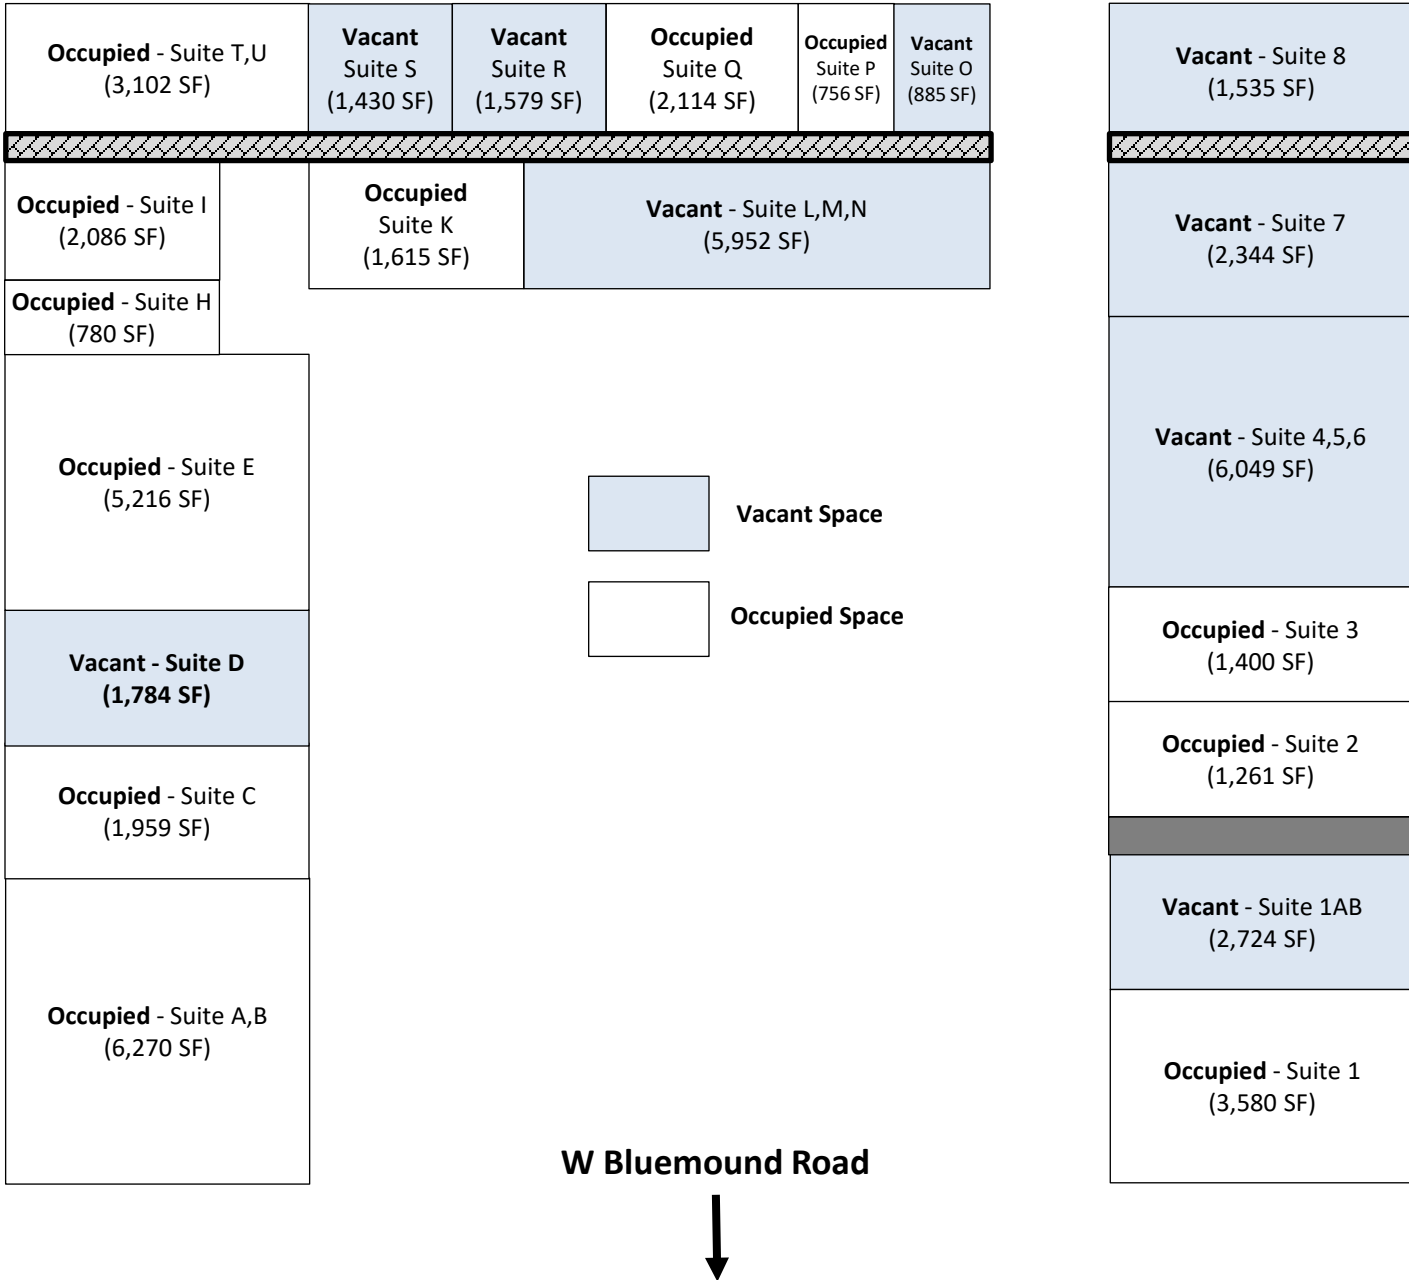 Occupied - Suite T,U
(3,102 SF)
Vacant
Suite S
(1,430 SF)
Vacant
Suite R
(1,579 SF)
Occupied
Suite Q
(2,114 SF)
Occupied
Suite P
(756 SF)
Vacant
Suite O
(885 SF)
Vacant - Suite 8
(1,535 SF)
Occupied - Suite I
(2,086 SF)
Occupied
Suite K
(1,615 SF)
Vacant - Suite L,M,N
(5,952 SF)
Vacant - Suite 7
(2,344 SF)
Occupied - Suite H
(780 SF)
Occupied - Suite E
(5,216 SF)
Vacant - Suite 4,5,6
(6,049 SF)
Vacant Space
Occupied Space
Vacant - Suite D
(1,784 SF)
Occupied - Suite 3
(1,400 SF)
Occupied - Suite 2
(1,261 SF)
Occupied - Suite C
(1,959 SF)
Vacant - Suite 1AB
(2,724 SF)
Occupied - Suite A,B
(6,270 SF)
Occupied - Suite 1
(3,580 SF)
W Bluemound Road